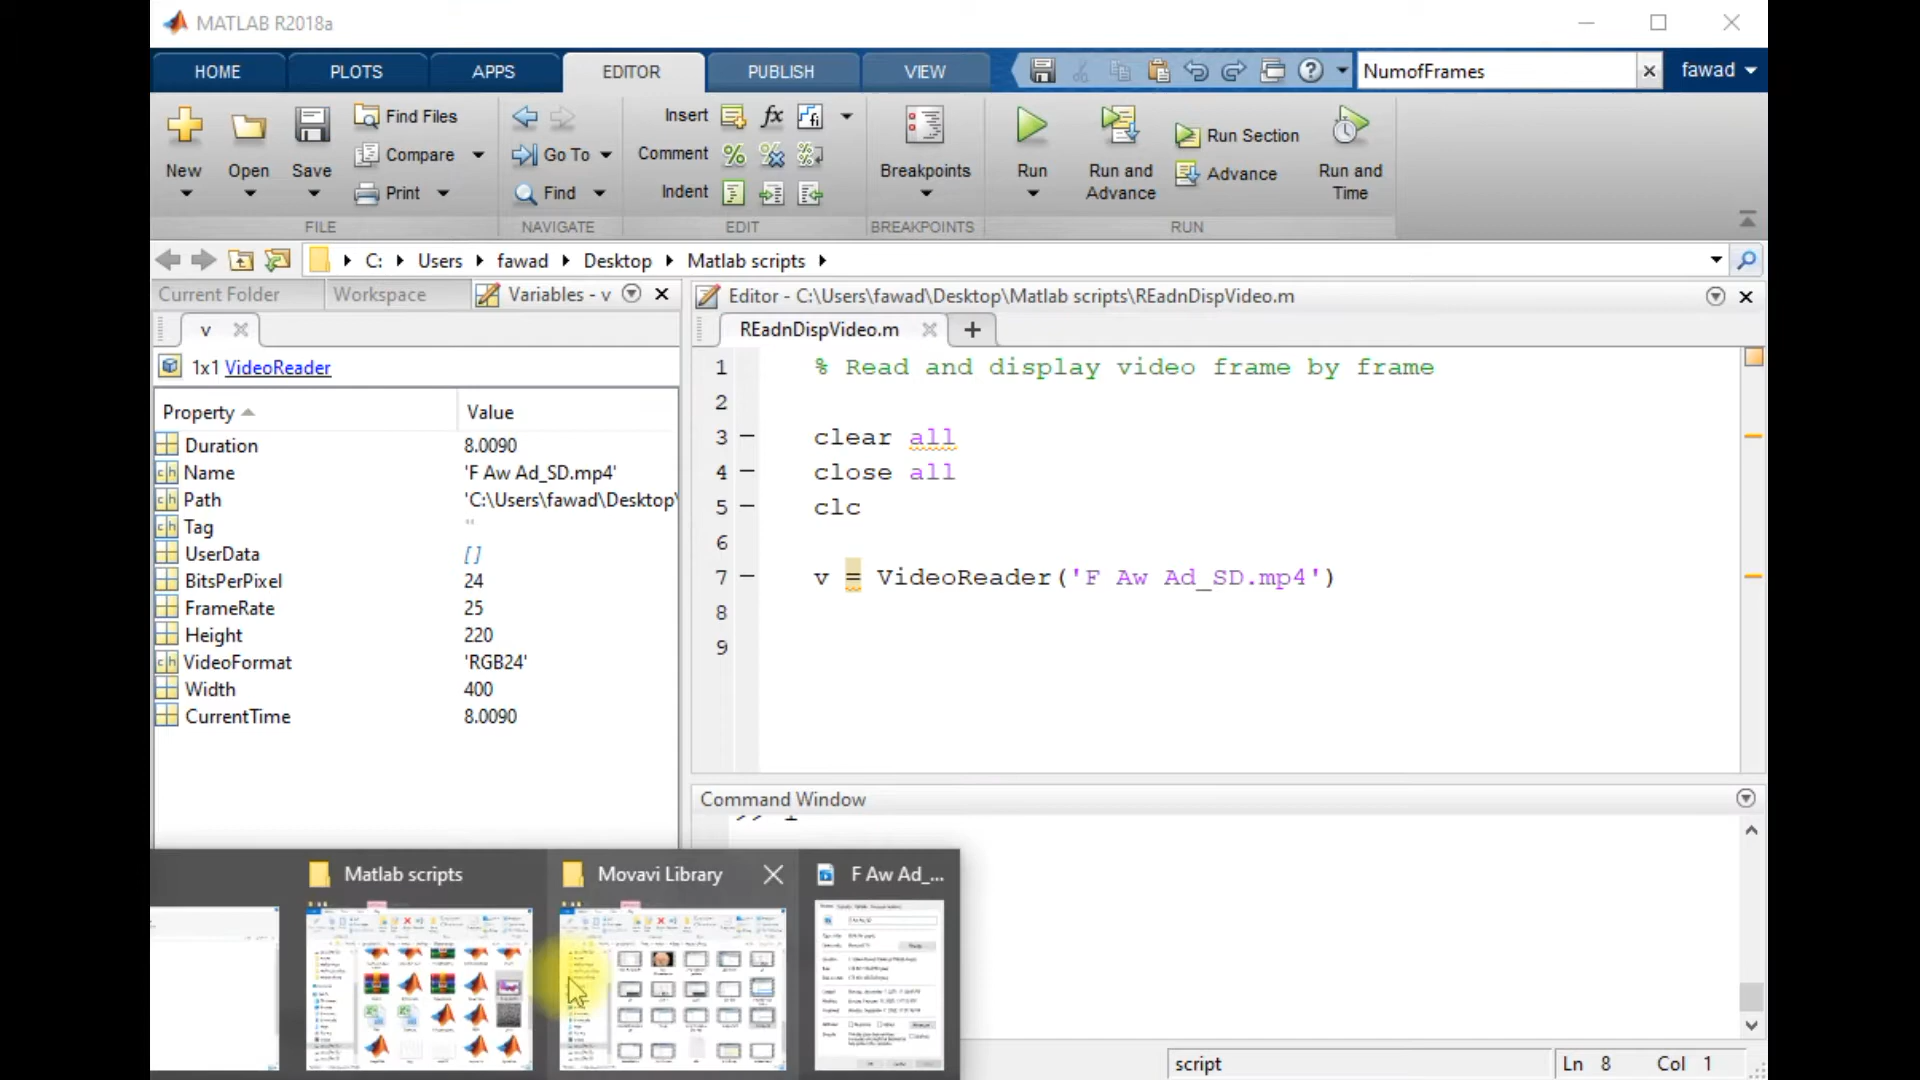 MATLAB R2018a
HOME PLOTS APPS EDITOR PUBLISH VIEW NumofFrames fawad
New Open Save Find Files Compare Print
Go To Find
Insert fx fi
Comment
Indent
Breakpoints
Run Run and Advance Run Section Advance Run and Time
FILE NAVIGATE EDIT BREAKPOINTS RUN
C: Users fawad Desktop Matlab scripts
Current Folder Workspace Variables - v
Editor - C:\Users\fawad\Desktop\Matlab scripts\REadnDispVideo.m
v
REadnDispVideo.m
1x1 VideoReader
Property Value
Duration 8.0090
Name 'F Aw Ad_SD.mp4'
Path 'C:\Users\fawad\Desktop\
Tag ''
UserData []
BitsPerPixel 24
FrameRate 25
Height 220
VideoFormat 'RGB24'
Width 400
CurrentTime 8.0090
1 % Read and display video frame by frame
2
3 clear all
4 close all
5 clc
6
7 v = VideoReader('F Aw Ad_SD.mp4')
8
9
Command Window
Matlab scripts Movavi Library F Aw Ad_...
script Ln 8 Col 1